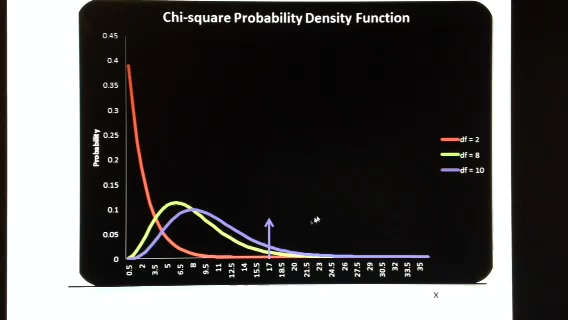 Chi-square Probability Density Function
0.45
0.4
0.35
0.3
0.25
0.2
0.15
0.1
0.05
0
Probability
df = 2
df = 8
df = 10
0.5 2 3.5 5 6.5 8 9.5 11 12.5 14 15.5 17 18.5 20 21.5 23 24.5 26 27.5 29 30.5 32 33.5 35
x